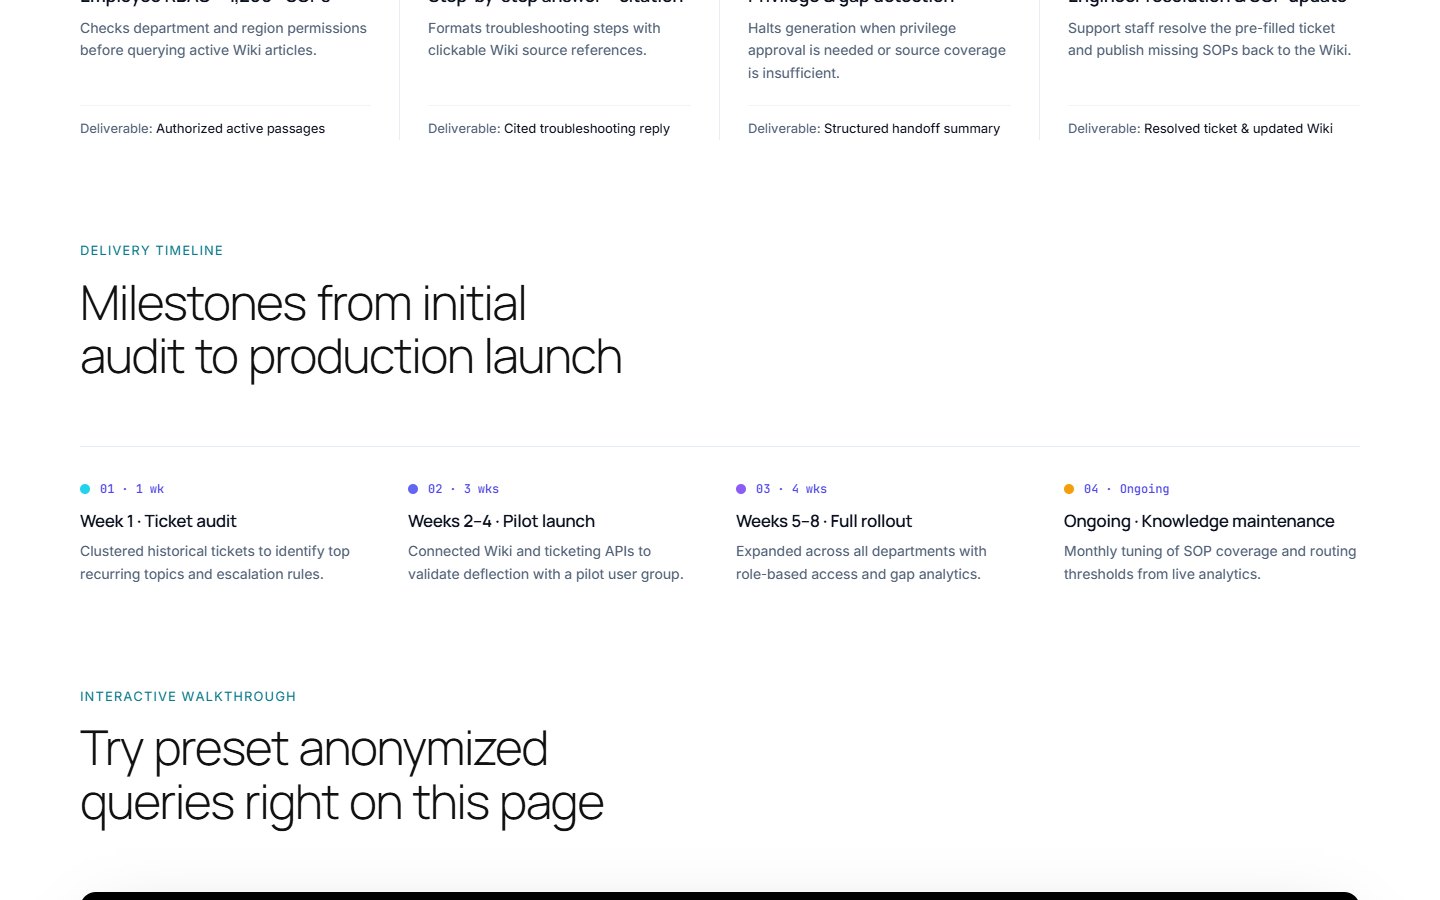 Checks department and region permissions
before querying active Wiki articles.
Deliverable: Authorized active passages
Formats troubleshooting steps with
clickable Wiki source references.
Deliverable: Cited troubleshooting reply
Halts generation when privilege
approval is needed or source coverage
is insufficient.
Deliverable: Structured handoff summary
Support staff resolve the pre-filled ticket
and publish missing SOPs back to the Wiki.
Deliverable: Resolved ticket & updated Wiki
DELIVERY TIMELINE
Milestones from initial
audit to production launch
01 · 1 wk
Week 1 · Ticket audit
Clustered historical tickets to identify top
recurring topics and escalation rules.
02 · 3 wks
Weeks 2–4 · Pilot launch
Connected Wiki and ticketing APIs to
validate deflection with a pilot user group.
03 · 4 wks
Weeks 5–8 · Full rollout
Expanded across all departments with
role-based access and gap analytics.
04 · Ongoing
Ongoing · Knowledge maintenance
Monthly tuning of SOP coverage and routing
thresholds from live analytics.
INTERACTIVE WALKTHROUGH
Try preset anonymized
queries right on this page